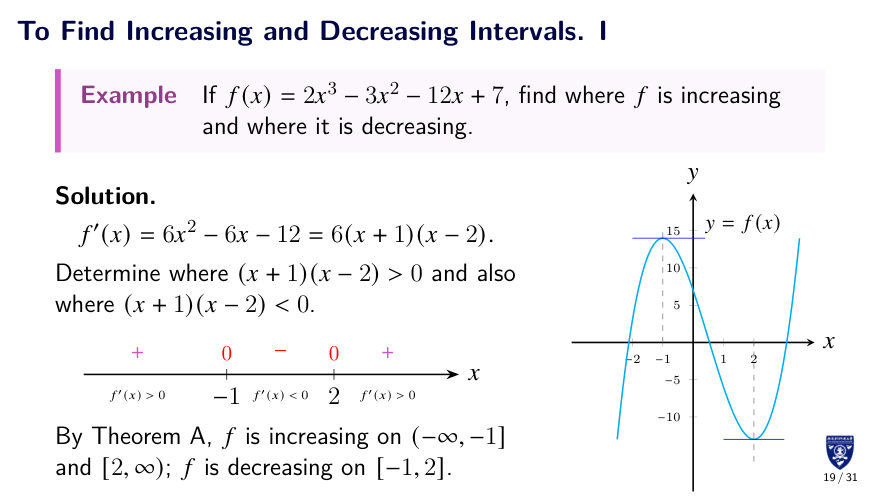 To Find Increasing and Decreasing Intervals. I
Example If f(x) = 2x³ − 3x² − 12x + 7, find where f is increasing
and where it is decreasing.
Solution.
f′(x) = 6x² − 6x − 12 = 6(x + 1)(x − 2).
Determine where (x + 1)(x − 2) > 0 and also
where (x + 1)(x − 2) < 0.
+ 0 − 0 +
x
f′(x) > 0 −1 f′(x) < 0 2 f′(x) > 0
By Theorem A, f is increasing on (−∞, −1]
and [2, ∞); f is decreasing on [−1, 2].
y
y = f(x)
15
10
5
x
−2 −1 1 2
−5
−10
19 / 31